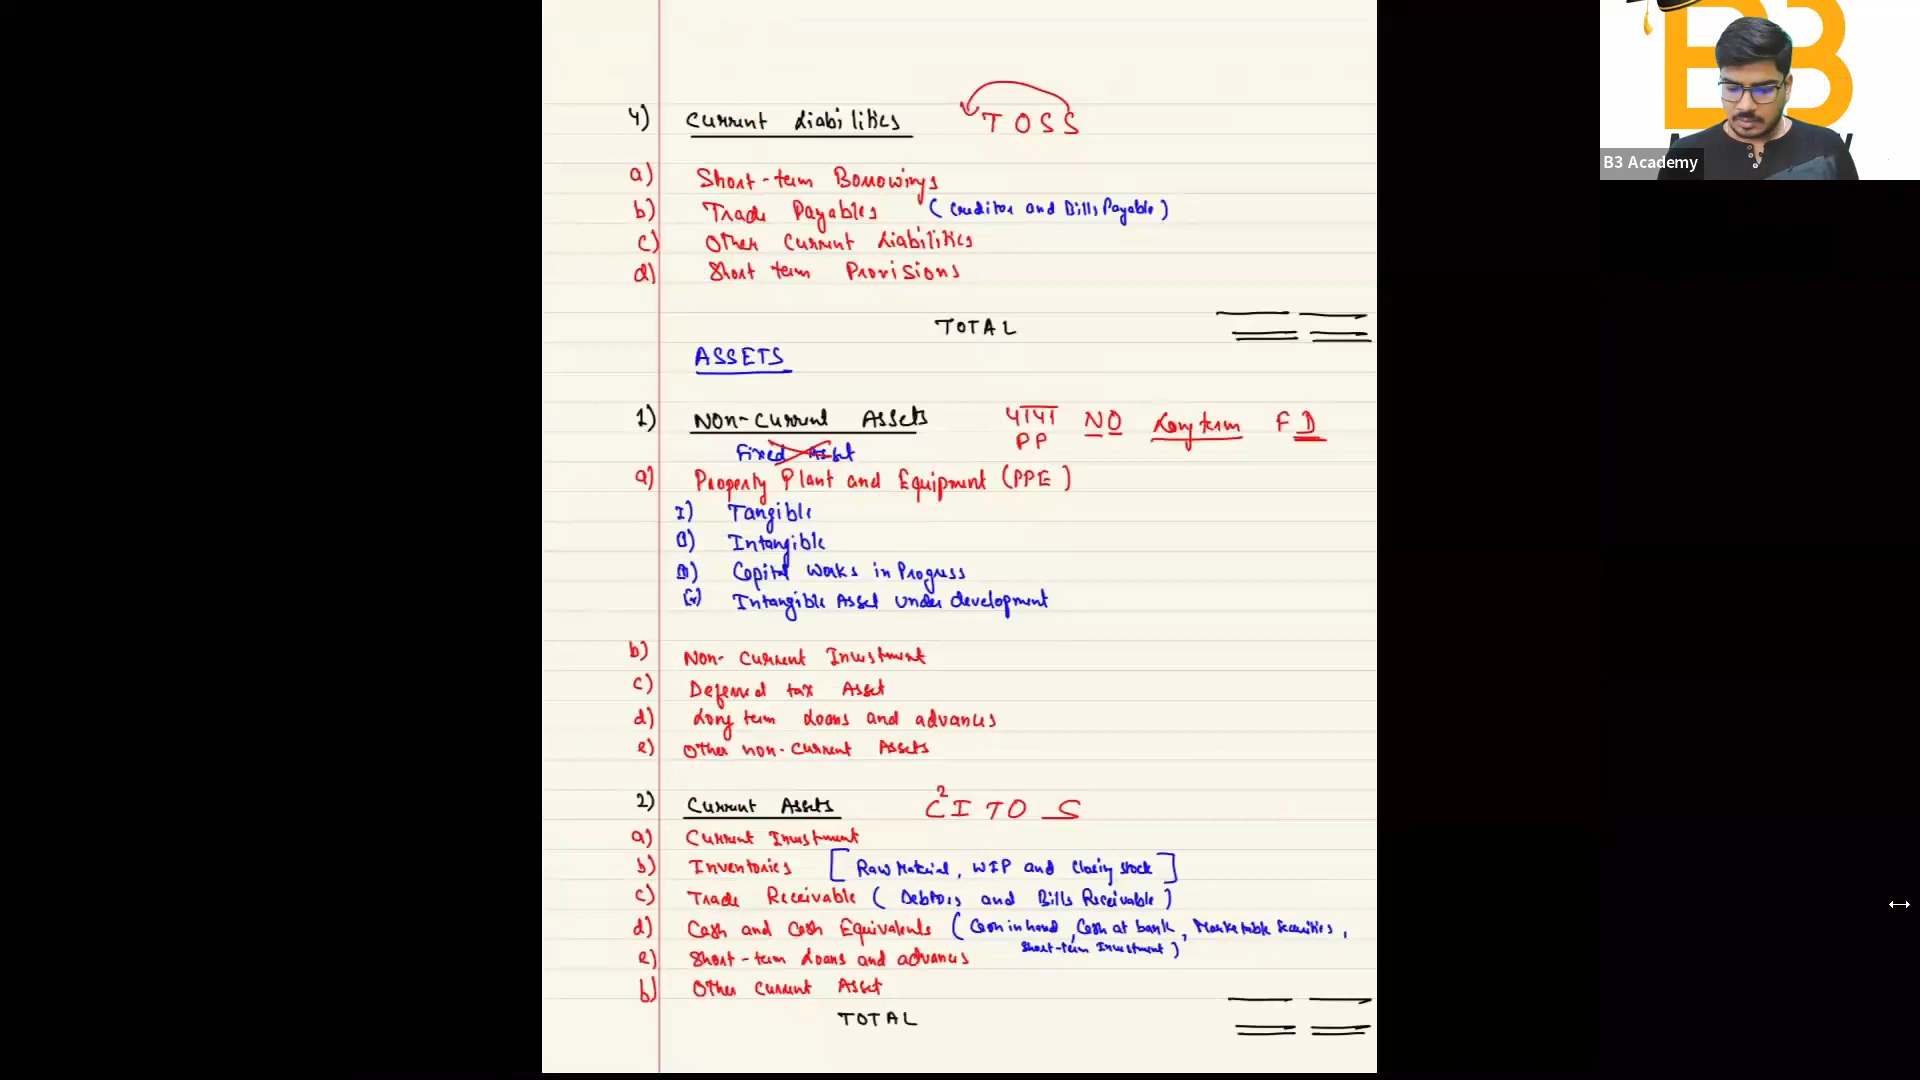 4) Current Liabilities TOSS
a) Short-term Borrowings
b) Trade Payables (Creditor and Bills Payable)
c) Other Current Liabilities
d) Short term Provisions
TOTAL
ASSETS
1) Non-Current Assets NO Long term F D
PP
Fixed Asset
a) Property Plant and Equipment (PPE)
I) Tangible
II) Intangible
III) Capital Works in Progress
IV) Intangible Asset under development
b) Non-Current Investment
c) Deferred tax Asset
d) Long term Loans and advances
e) Other non-current Assets
2) Current Assets C²ITO S
a) Current Investment
b) Inventories [Raw Material, WIP and Closing Stock]
c) Trade Receivable (Debtors and Bills Receivable)
d) Cash and Cash Equivalents (Cash in hand, Cash at bank, Marketable Securities,
Short-term Investment)
e) Short-term Loans and advances
b) Other Current Asset
TOTAL
B3
B3 Academy